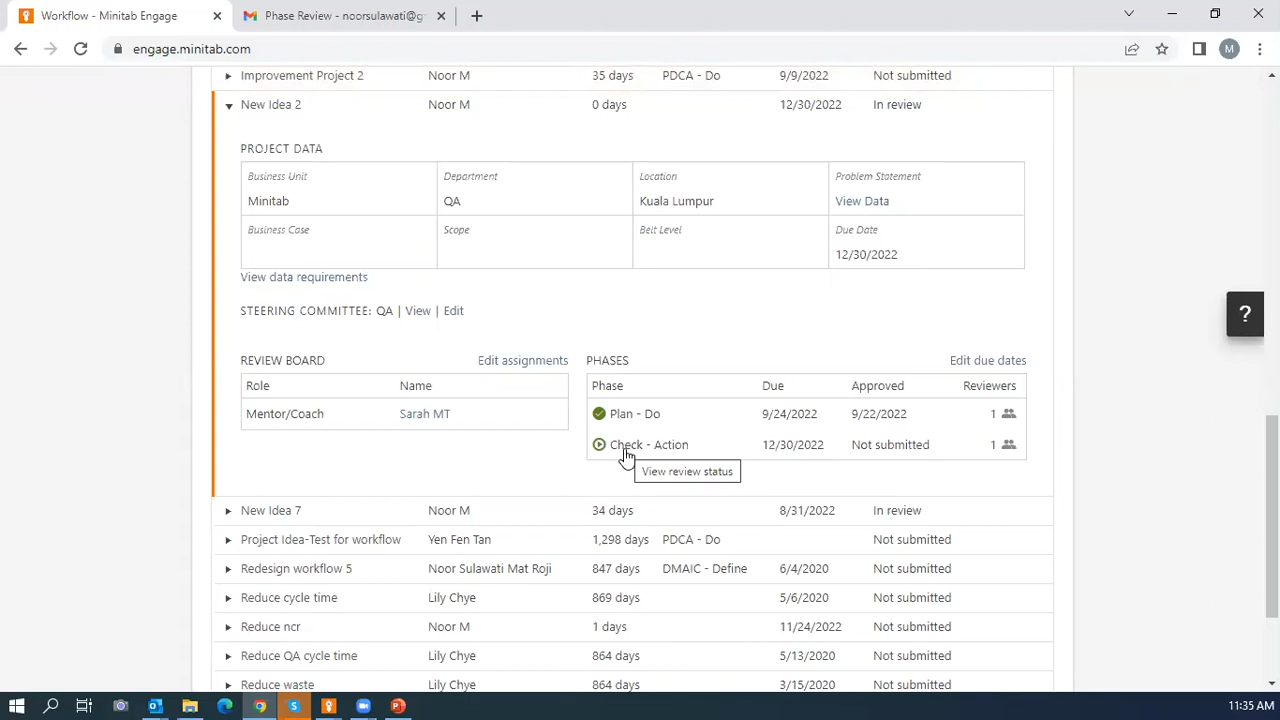 Workflow - Minitab Engage
Phase Review - noorsulawati@g
engage.minitab.com
M
Improvement Project 2 Noor M 35 days PDCA - Do 9/9/2022 Not submitted
New Idea 2 Noor M 0 days 12/30/2022 In review
PROJECT DATA
Business Unit Department Location Problem Statement
Minitab QA Kuala Lumpur View Data
Business Case Scope Belt Level Due Date
12/30/2022
View data requirements
STEERING COMMITTEE: QA | View | Edit
?
REVIEW BOARD Edit assignments PHASES Edit due dates
Role Name Phase Due Approved Reviewers
Mentor/Coach Sarah MT Plan - Do 9/24/2022 9/22/2022 1
Check - Action 12/30/2022 Not submitted 1
View review status
New Idea 7 Noor M 34 days 8/31/2022 In review
Project Idea-Test for workflow Yen Fen Tan 1,298 days PDCA - Do Not submitted
Redesign workflow 5 Noor Sulawati Mat Roji 847 days DMAIC - Define 6/4/2020 Not submitted
Reduce cycle time Lily Chye 869 days 5/6/2020 Not submitted
Reduce ncr Noor M 1 days 11/24/2022 Not submitted
Reduce QA cycle time Lily Chye 864 days 5/13/2020 Not submitted
Reduce waste Lily Chye 864 days 3/15/2020 Not submitted
11:35 AM